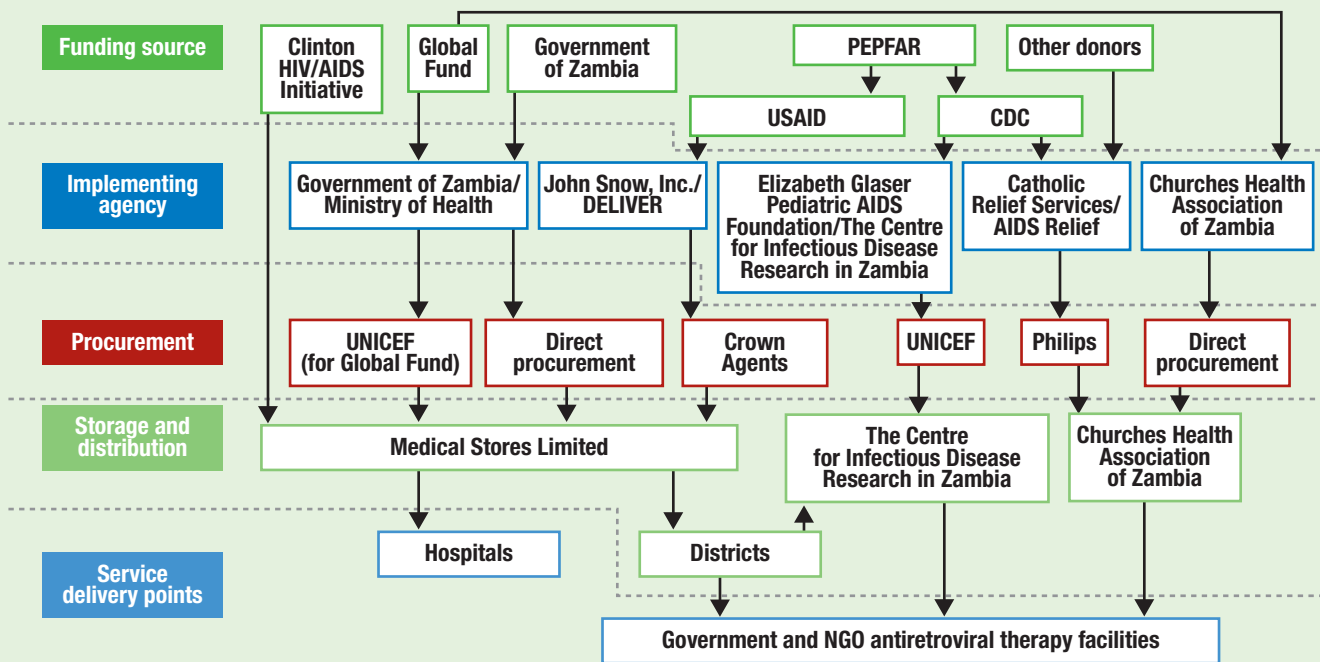 Funding source
Clinton
HIV/AIDS
Initiative
Global
Fund
Government
of Zambia
PEPFAR
Other donors
USAID
CDC
Implementing
agency
Government of Zambia/
Ministry of Health
John Snow, Inc./
DELIVER
Elizabeth Glaser
Pediatric AIDS
Foundation/The Centre
for Infectious Disease
Research in Zambia
Catholic
Relief Services/
AIDS Relief
Churches Health
Association
of Zambia
Procurement
UNICEF
(for Global Fund)
Direct
procurement
Crown
Agents
UNICEF
Philips
Direct
procurement
Storage and
distribution
Medical Stores Limited
The Centre
for Infectious Disease
Research in Zambia
Churches Health
Association
of Zambia
Service
delivery points
Hospitals
Districts
Government and NGO antiretroviral therapy facilities